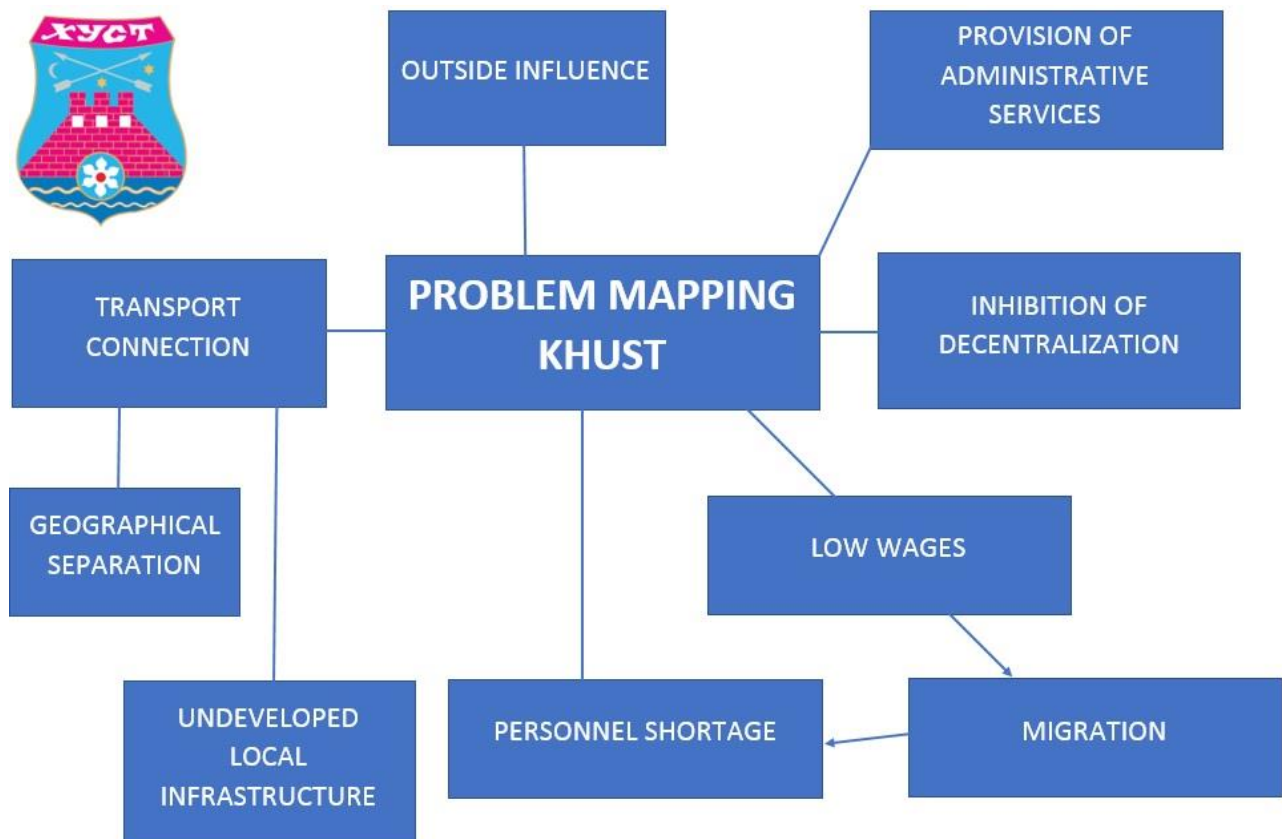 ХУСТ
OUTSIDE INFLUENCE
PROVISION OF
ADMINISTRATIVE
SERVICES
TRANSPORT
CONNECTION
PROBLEM MAPPING
KHUST
INHIBITION OF
DECENTRALIZATION
GEOGRAPHICAL
SEPARATION
LOW WAGES
UNDEVELOPED
LOCAL
INFRASTRUCTURE
PERSONNEL SHORTAGE
MIGRATION